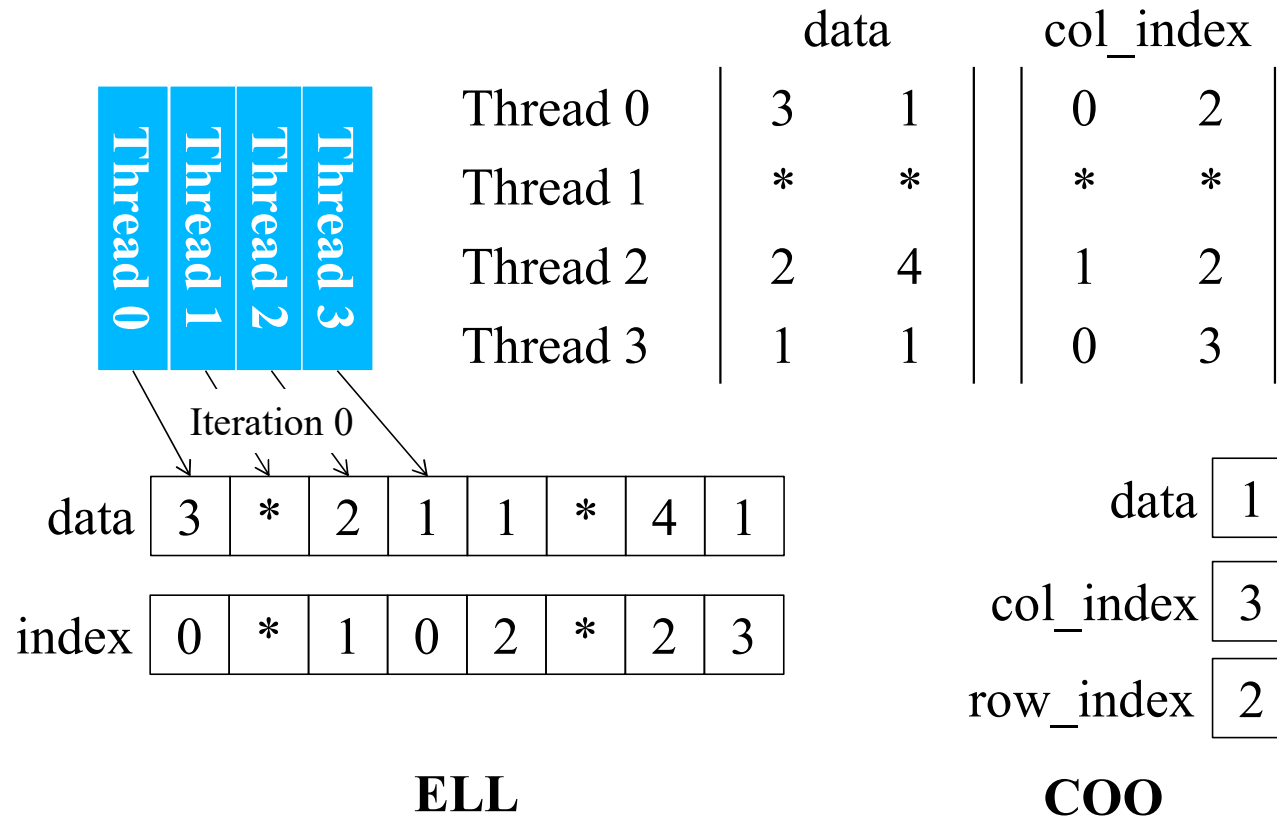 data col_index
Thread 0 3 1 0 2
Thread 1 * * * *
Thread 2 2 4 1 2
Thread 3 1 1 0 3
Thread 0
Thread 1
Thread 2
Thread 3
Iteration 0
data 3 * 2 1 1 * 4 1
index 0 * 1 0 2 * 2 3
ELL
data 1
col_index 3
row_index 2
COO